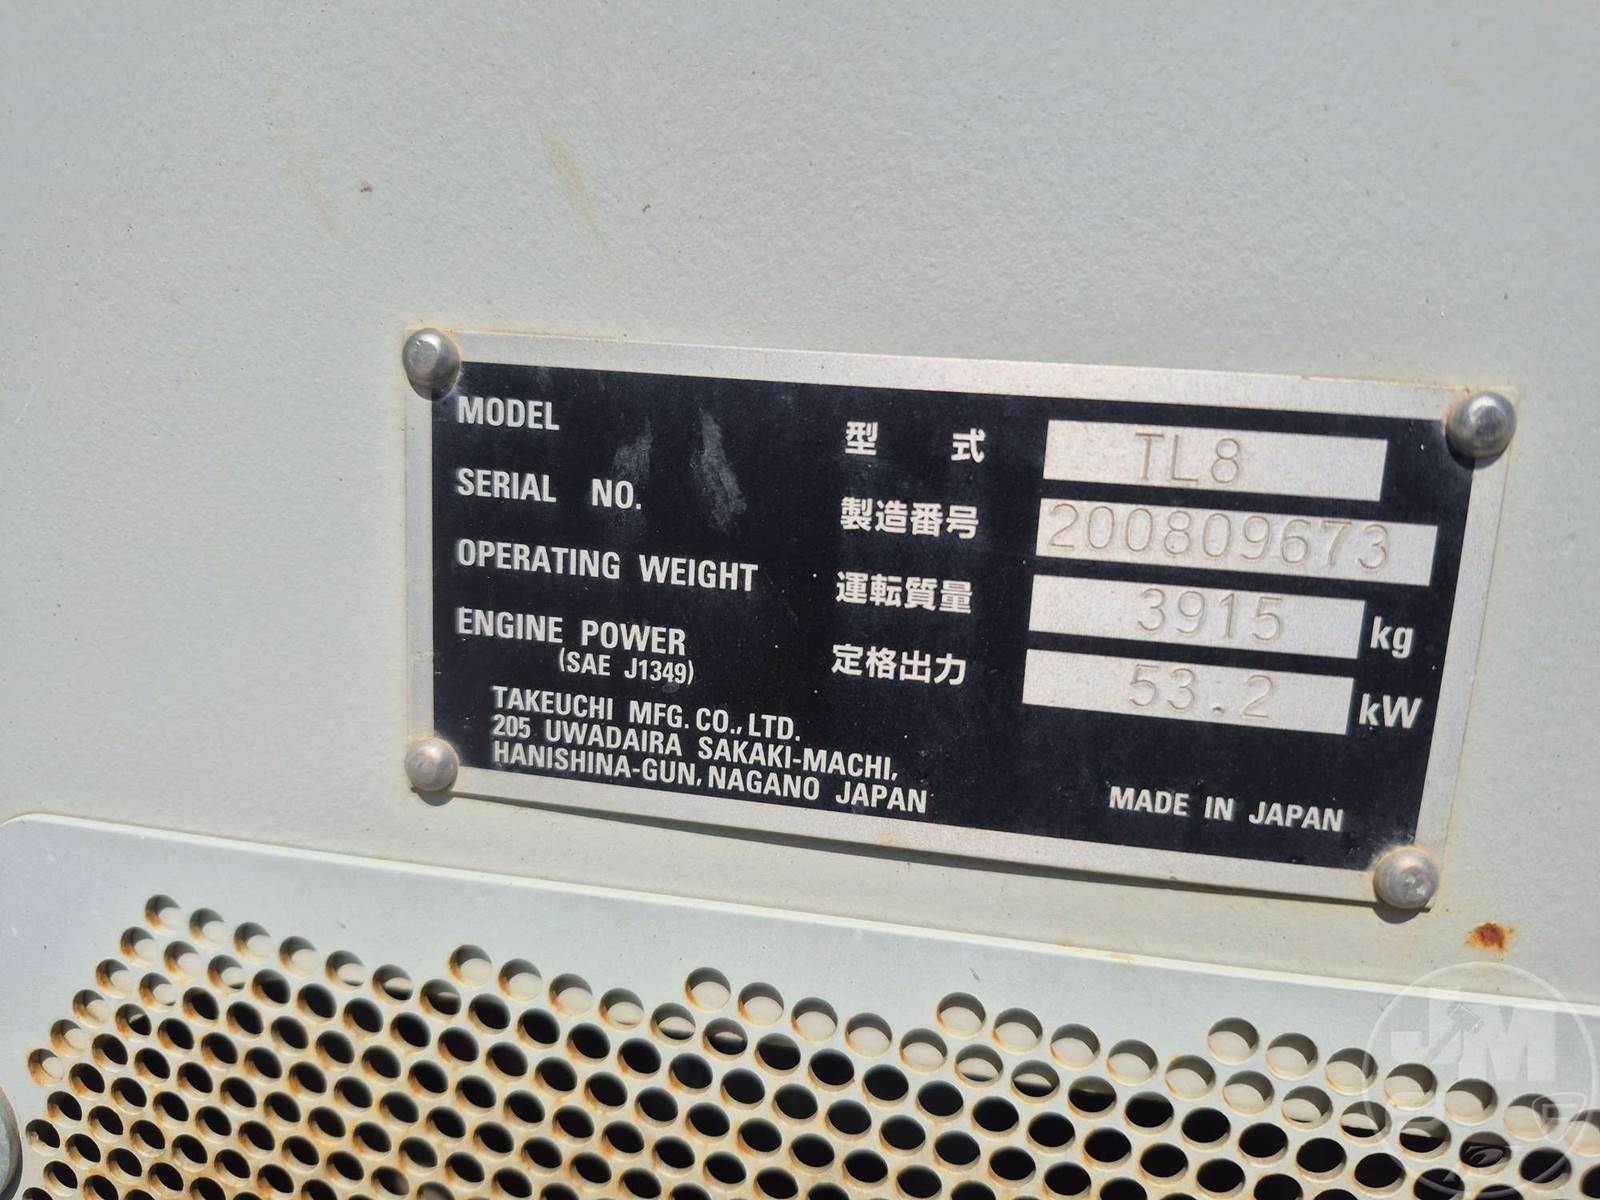 MODEL 型 式 TL8
SERIAL NO. 製造番号 200809673
OPERATING WEIGHT 運転質量 3915 kg
ENGINE POWER 定格出力 53.2 kW
(SAE J1349)
TAKEUCHI MFG. CO., LTD.
205 UWADAIRA SAKAKI-MACHI,
HANISHINA-GUN, NAGANO JAPAN
MADE IN JAPAN
JM